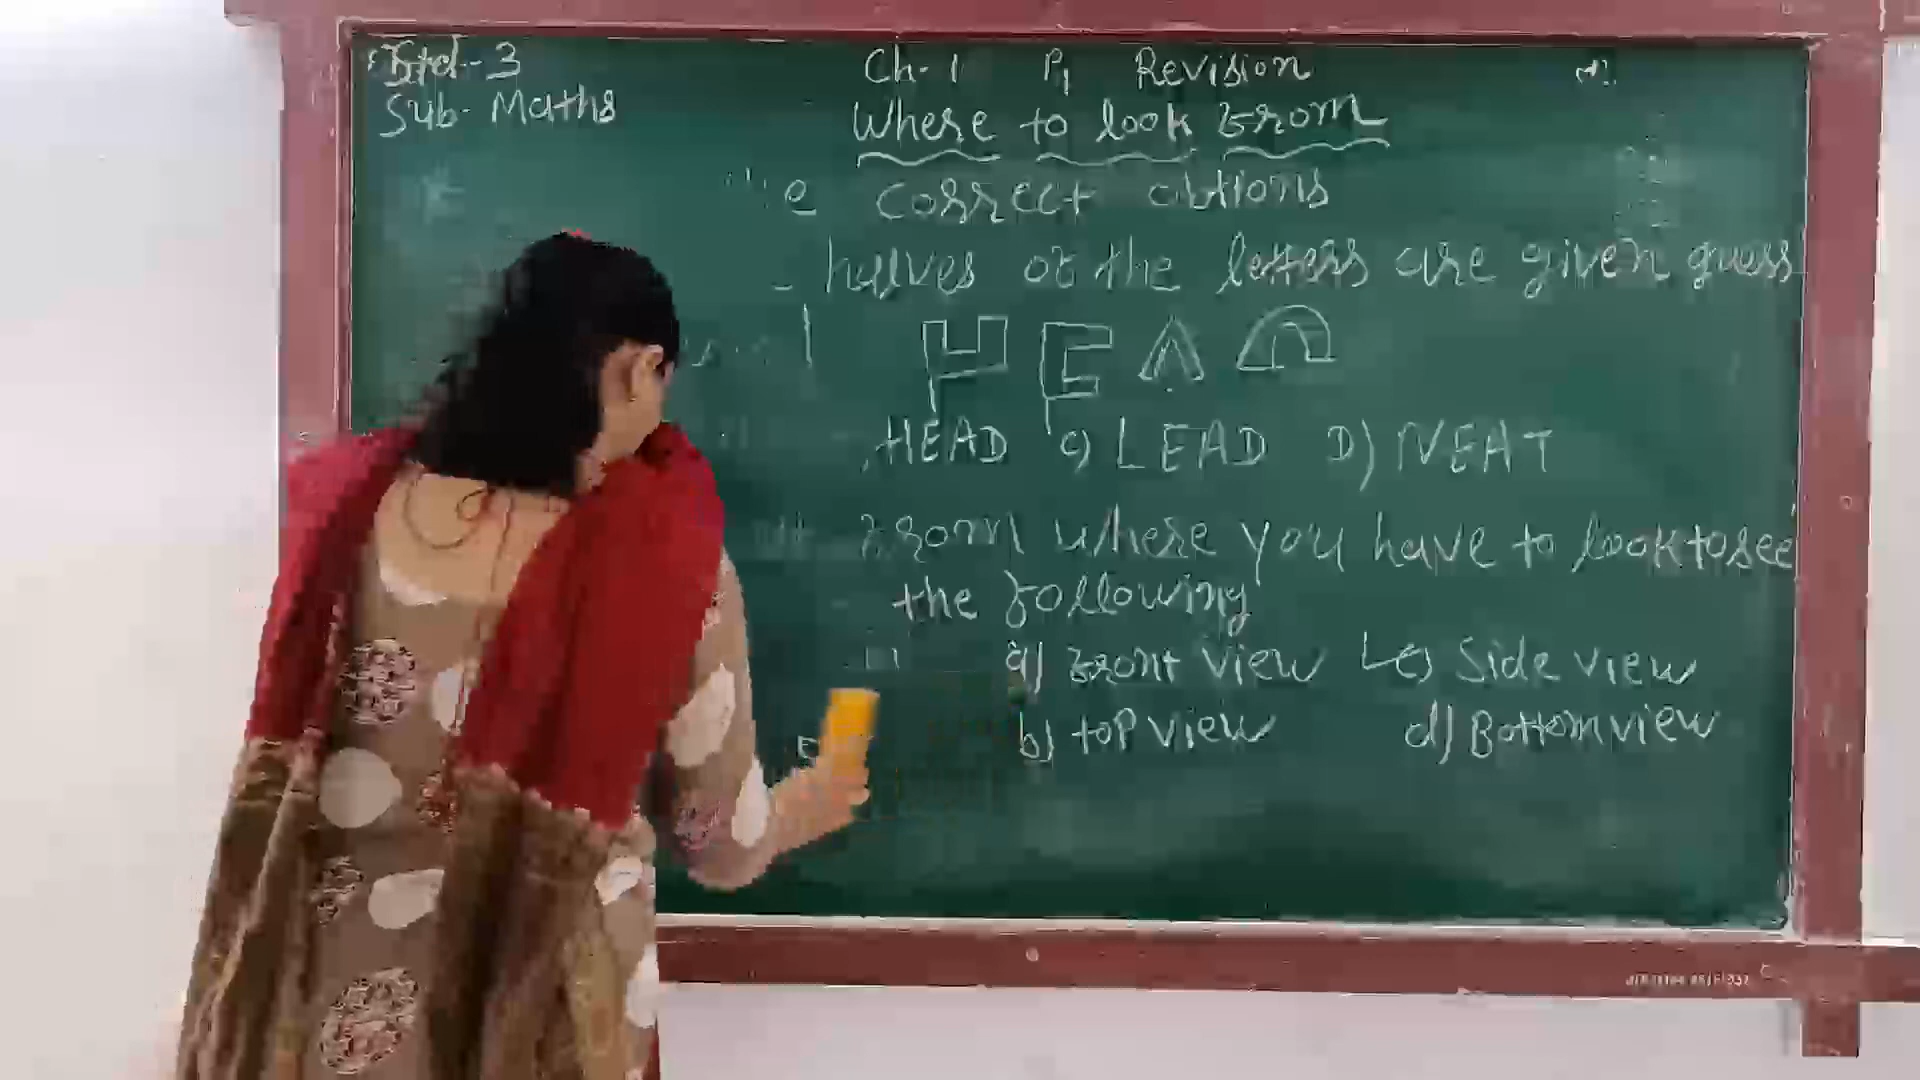 Std-3
Sub- Maths
Ch-1 P1 Revision
Where to look from
correct options
halves of the letters are given guess
HEAD
HEAD c) LEAD D) NEAT
from where you have to look to see
the following
a) Front view c) Side view
b) top view d) Bottom view